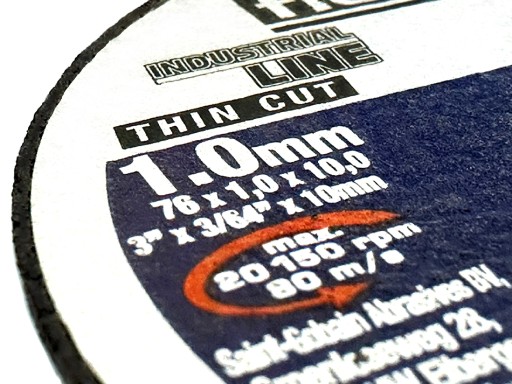 INDUSTRIAL
LINE
THIN CUT
1.0mm
76 x 1,0 x 10,0
3" x 3/64" x 10mm
max.
20 150 rpm
80 m/s
Saint-Gobain Abrasives BV,
28,